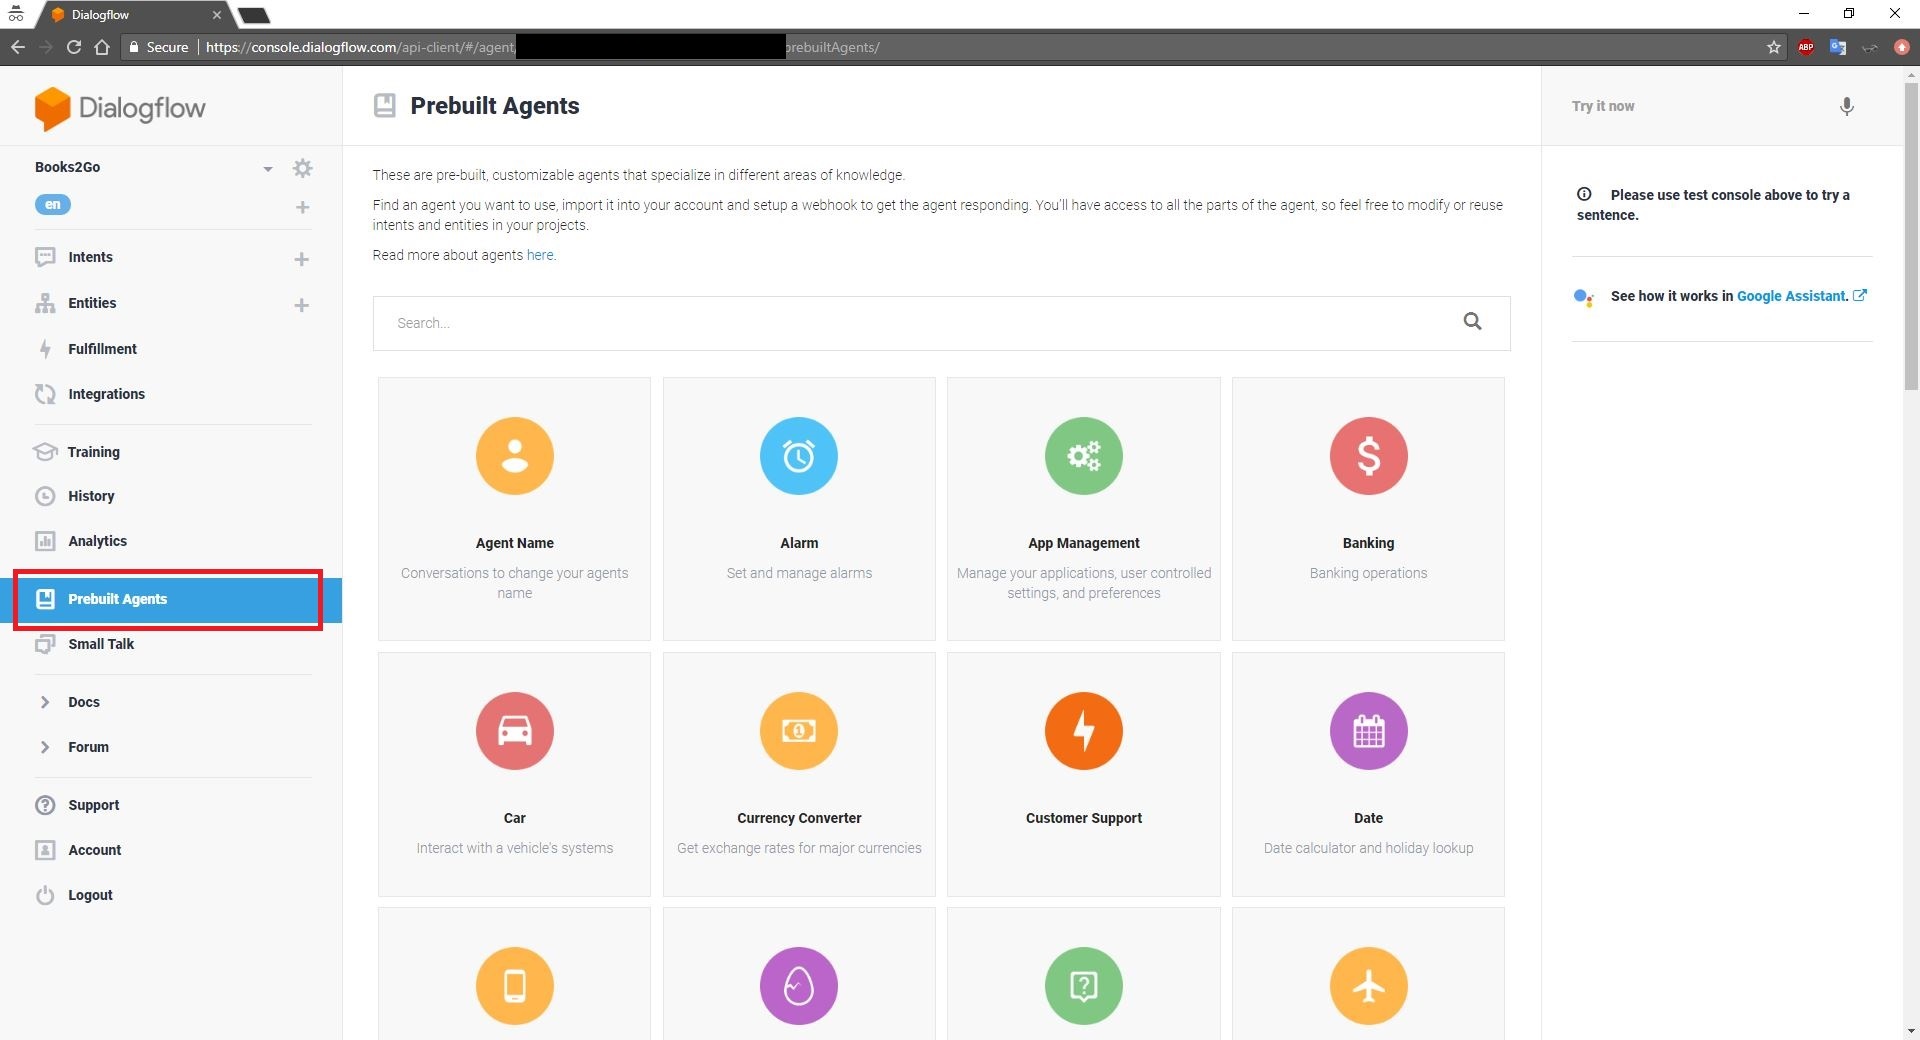 Dialogflow
Secure
https://console.dialogflow.com/api-client/#/agent
prebuiltAgents/
ABP
Dialogflow
Books2Go
en
Intents
Entities
Fulfillment
Integrations
Training
History
Analytics
Prebuilt Agents
Small Talk
Docs
Forum
Support
Account
Logout
Prebuilt Agents
These are pre-built, customizable agents that specialize in different areas of knowledge.
Find an agent you want to use, import it into your account and setup a webhook to get the agent responding. You'll have access to all the parts of the agent, so feel free to modify or reuse
intents and entities in your projects.
Read more about agents here.
Search...
Agent Name
Conversations to change your agents
name
Alarm
Set and manage alarms
App Management
Manage your applications, user controlled
settings, and preferences
Banking
Banking operations
Car
Interact with a vehicle's systems
Currency Converter
Get exchange rates for major currencies
Customer Support
Date
Date calculator and holiday lookup
Try it now
Please use test console above to try a
sentence.
See how it works in Google Assistant.